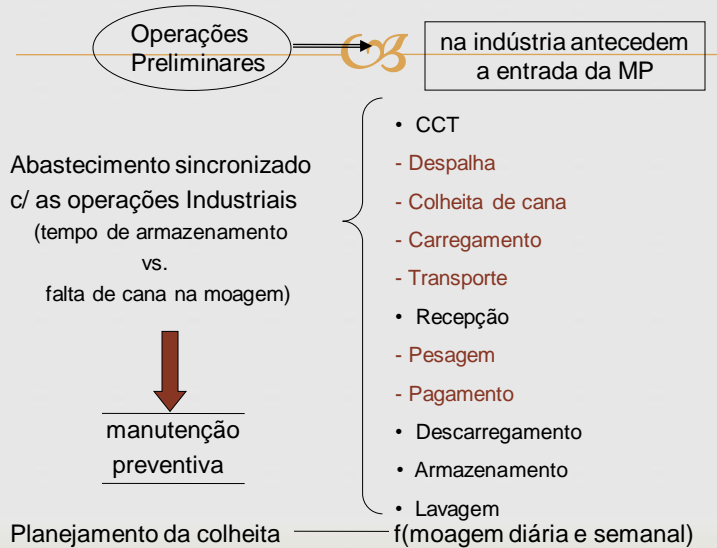 Operações
Preliminares
na indústria antecedem
a entrada da MP
Abastecimento sincronizado
c/ as operações Industriais
(tempo de armazenamento
vs.
falta de cana na moagem)
manutenção
preventiva
• CCT
- Despalha
- Colheita de cana
- Carregamento
- Transporte
• Recepção
- Pesagem
- Pagamento
• Descarregamento
• Armazenamento
• Lavagem
Planejamento da colheita f(moagem diária e semanal)